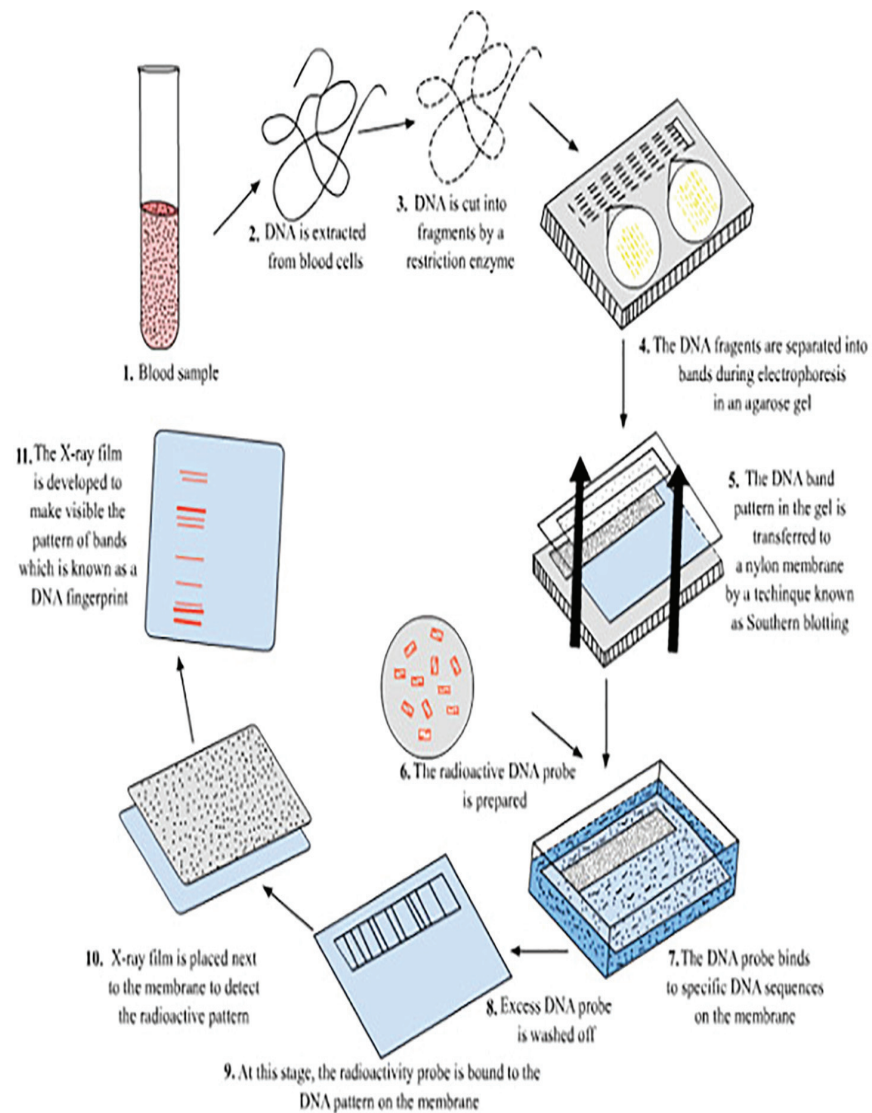 1. Blood sample
2. DNA is extracted
from blood cells
3. DNA is cut into
fragments by a
restriction enzyme
4. The DNA fragents are separated into
bands during electrophoresis
in an agarose gel
5. The DNA band
pattern in the gel is
transferred to
a nylon membrane
by a techinque known
as Southern blotting
6. The radioactive DNA probe
is prepared
7. The DNA probe binds
to specific DNA sequences
on the membrane
8. Excess DNA probe
is washed off
9. At this stage, the radioactivity probe is bound to the
DNA pattern on the membrane
10. X-ray film is placed next
to the membrane to detect
the radioactive pattern
11. The X-ray film
is developed to
make visible the
pattern of bands
which is known as a
DNA fingerprint